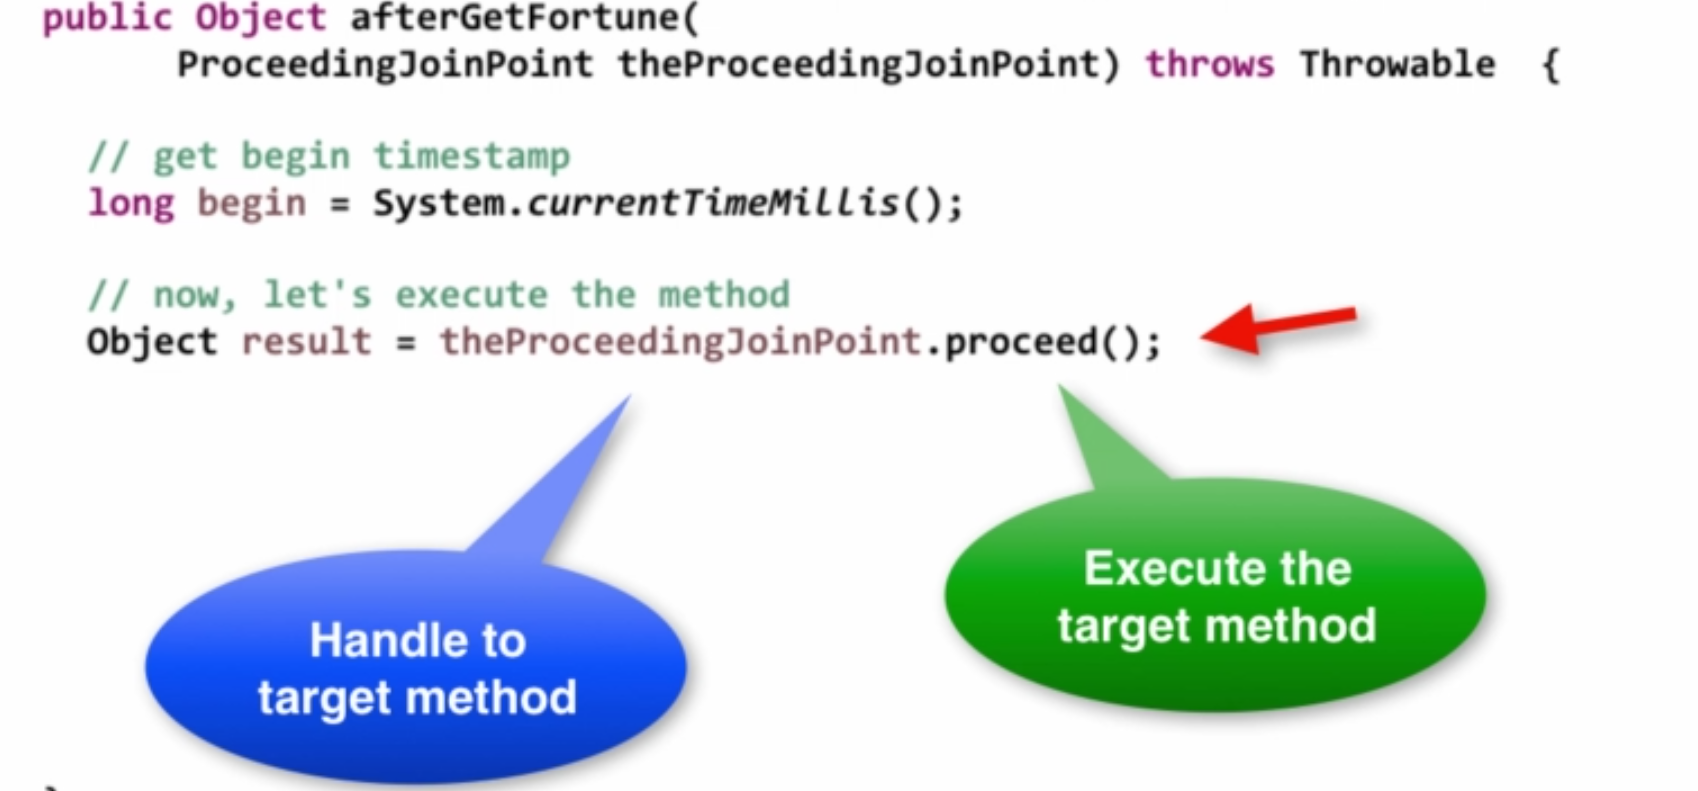 public Object afterGetFortune(
ProceedingJoinPoint theProceedingJoinPoint) throws Throwable {
// get begin timestamp
long begin = System.currentTimeMillis();
// now, let's execute the method
Object result = theProceedingJoinPoint.proceed();
Handle to
target method
Execute the
target method